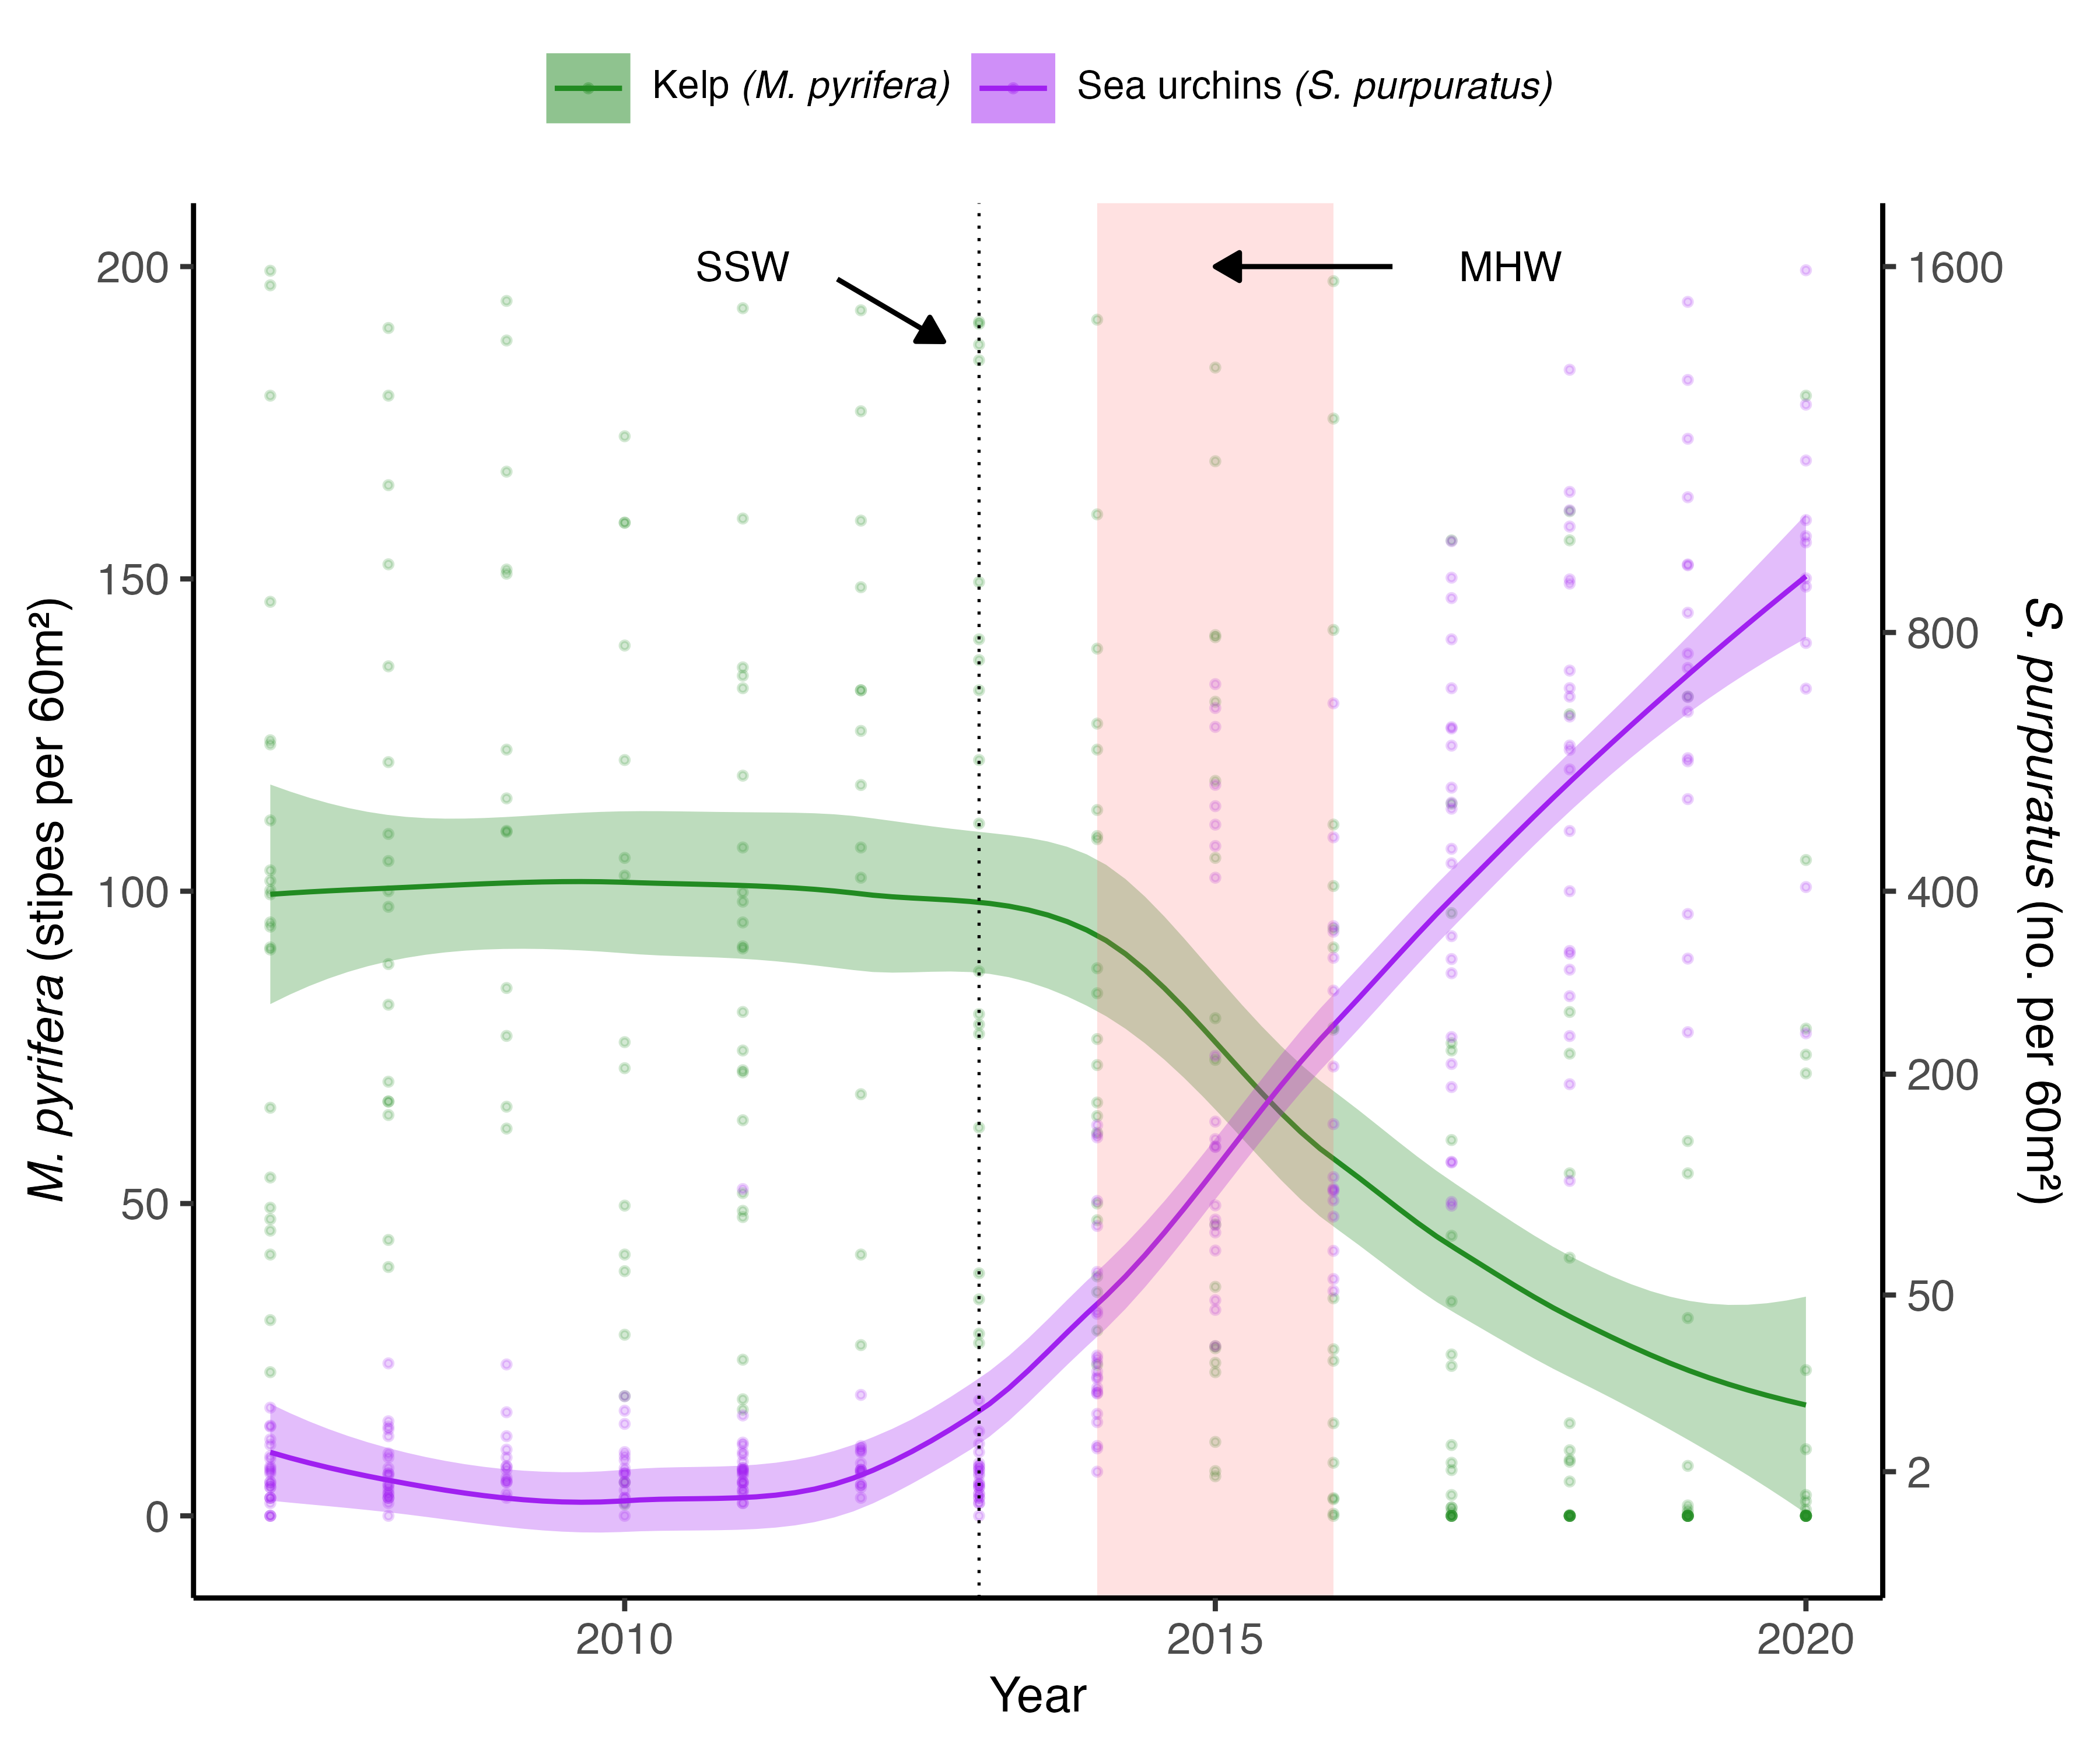 Kelp (M. pyrifera) Sea urchins (S. purpuratus)
SSW
MHW
200
150
100
50
0
M. pyrifera (stipes per 60m²)
1600
800
400
200
50
2
S. purpuratus (no. per 60m²)
2010 2015 2020
Year